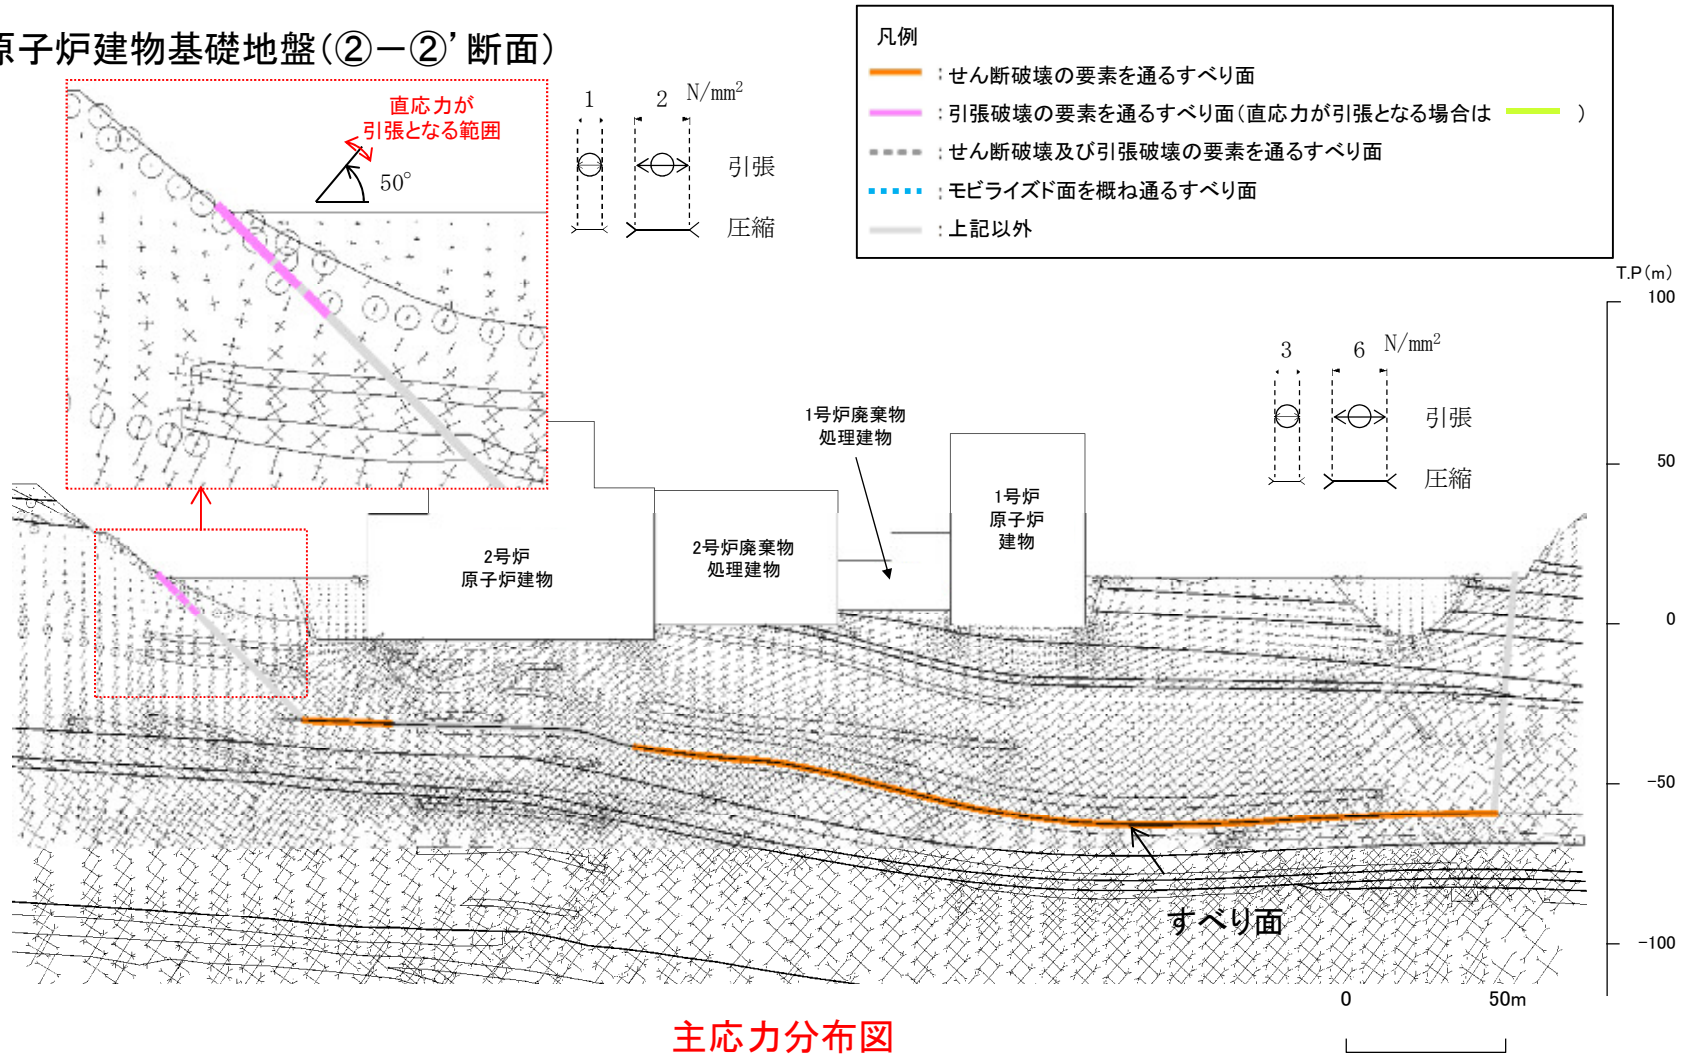 原子炉建物基礎地盤(②-②'断面)
凡例
:せん断破壊の要素を通るすべり面
:引張破壊の要素を通るすべり面(直応力が引張となる場合は )
:せん断破壊及び引張破壊の要素を通るすべり面
:モビライズド面を概ね通るすべり面
:上記以外
直応力が
引張となる範囲
50°
1 2 N/mm²
引張
圧縮
T.P(m)
100
50
0
-50
-100
3 6 N/mm²
引張
圧縮
1号炉廃棄物
処理建物
1号炉
原子炉
建物
2号炉
原子炉建物
2号炉廃棄物
処理建物
すべり面
0 50m
主応力分布図